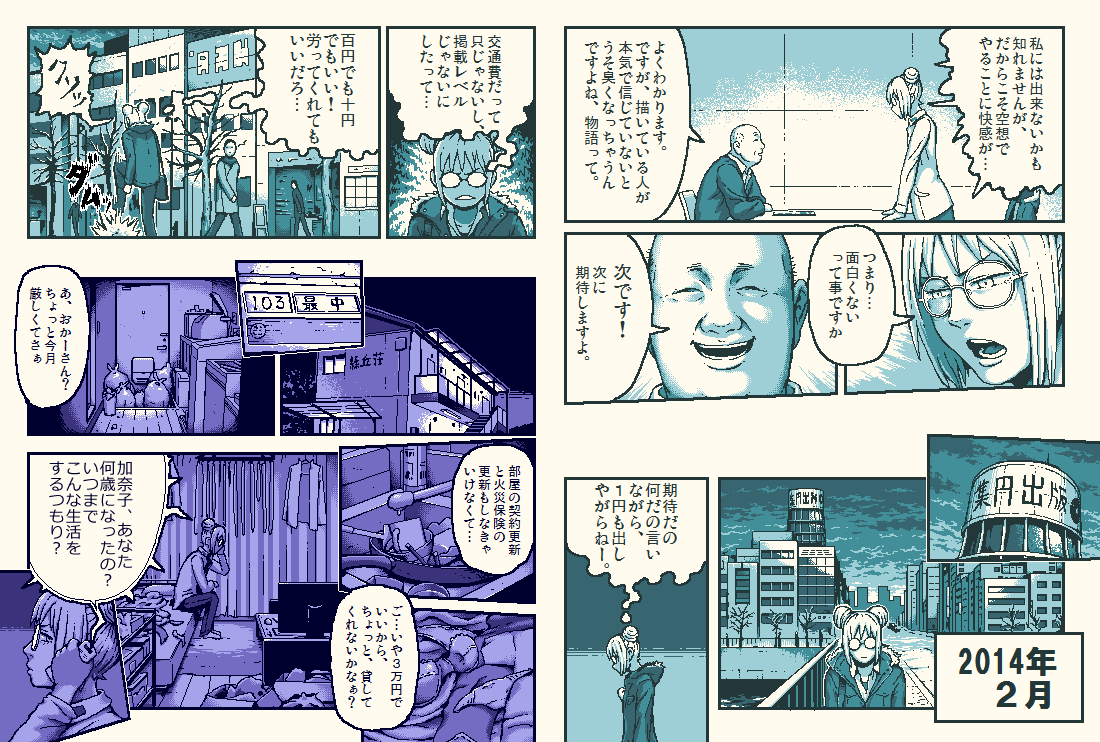 私には出来ないかも
知れませんが、
だからこそ空想で
やることに快感が…
よくわかります。
ですが、描いている人が
本気で信じていないと
うそ臭くなっちゃうん
ですよね、物語って。
つまり…
面白くない
って事ですか
次です！
次に
期待しますよ。
葉円出版
葉円出版
2014年
２月
期待だの
何だの言い
ながら、
１円も出し
やがらねー。
交通費だって
只じゃないし、
掲載レベル
じゃないに
したって…
百円でも十円
でもいい！
労ってくれても
いいだろ…
クソッ
ダムッ
103
最中
緑丘荘
あ、おかーさん？
ちょっと今月
厳しくてさぁ
部屋の契約更新
と火災保険の
更新もしなきゃ
いけなくて…
加奈子、あなた
何歳になったの？
いつまで
こんな生活を
するつもり？
ご…いや３万円で
いいから、
ちょっと、貸して
くれないかなぁ？